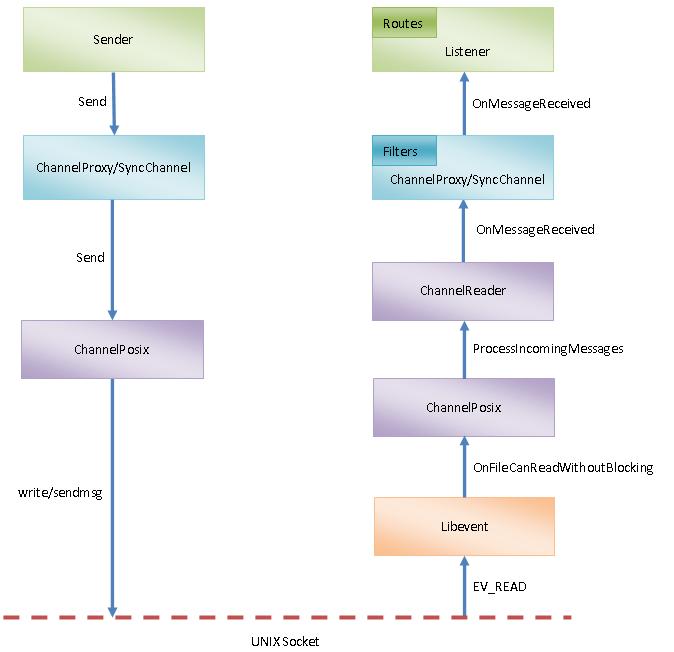 Sender
Send
ChannelProxy/SyncChannel
Send
ChannelPosix
write/sendmsg
Routes
Listener
OnMessageReceived
Filters
ChannelProxy/SyncChannel
OnMessageReceived
ChannelReader
ProcessIncomingMessages
ChannelPosix
OnFileCanReadWithoutBlocking
Libevent
EV_READ
UNIX Socket